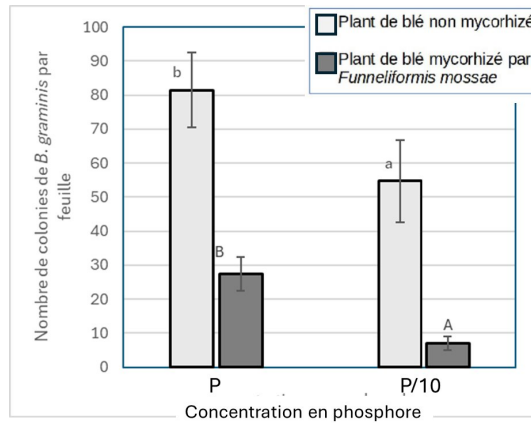 Plant de blé non mycorhizé
Plant de blé mycorhizé par
Funneliformis mossae
Nombre de colonies de B. graminis par
feuille
100
90
80
70
60
50
40
30
20
10
0
b
B
a
A
P
P/10
Concentration en phosphore